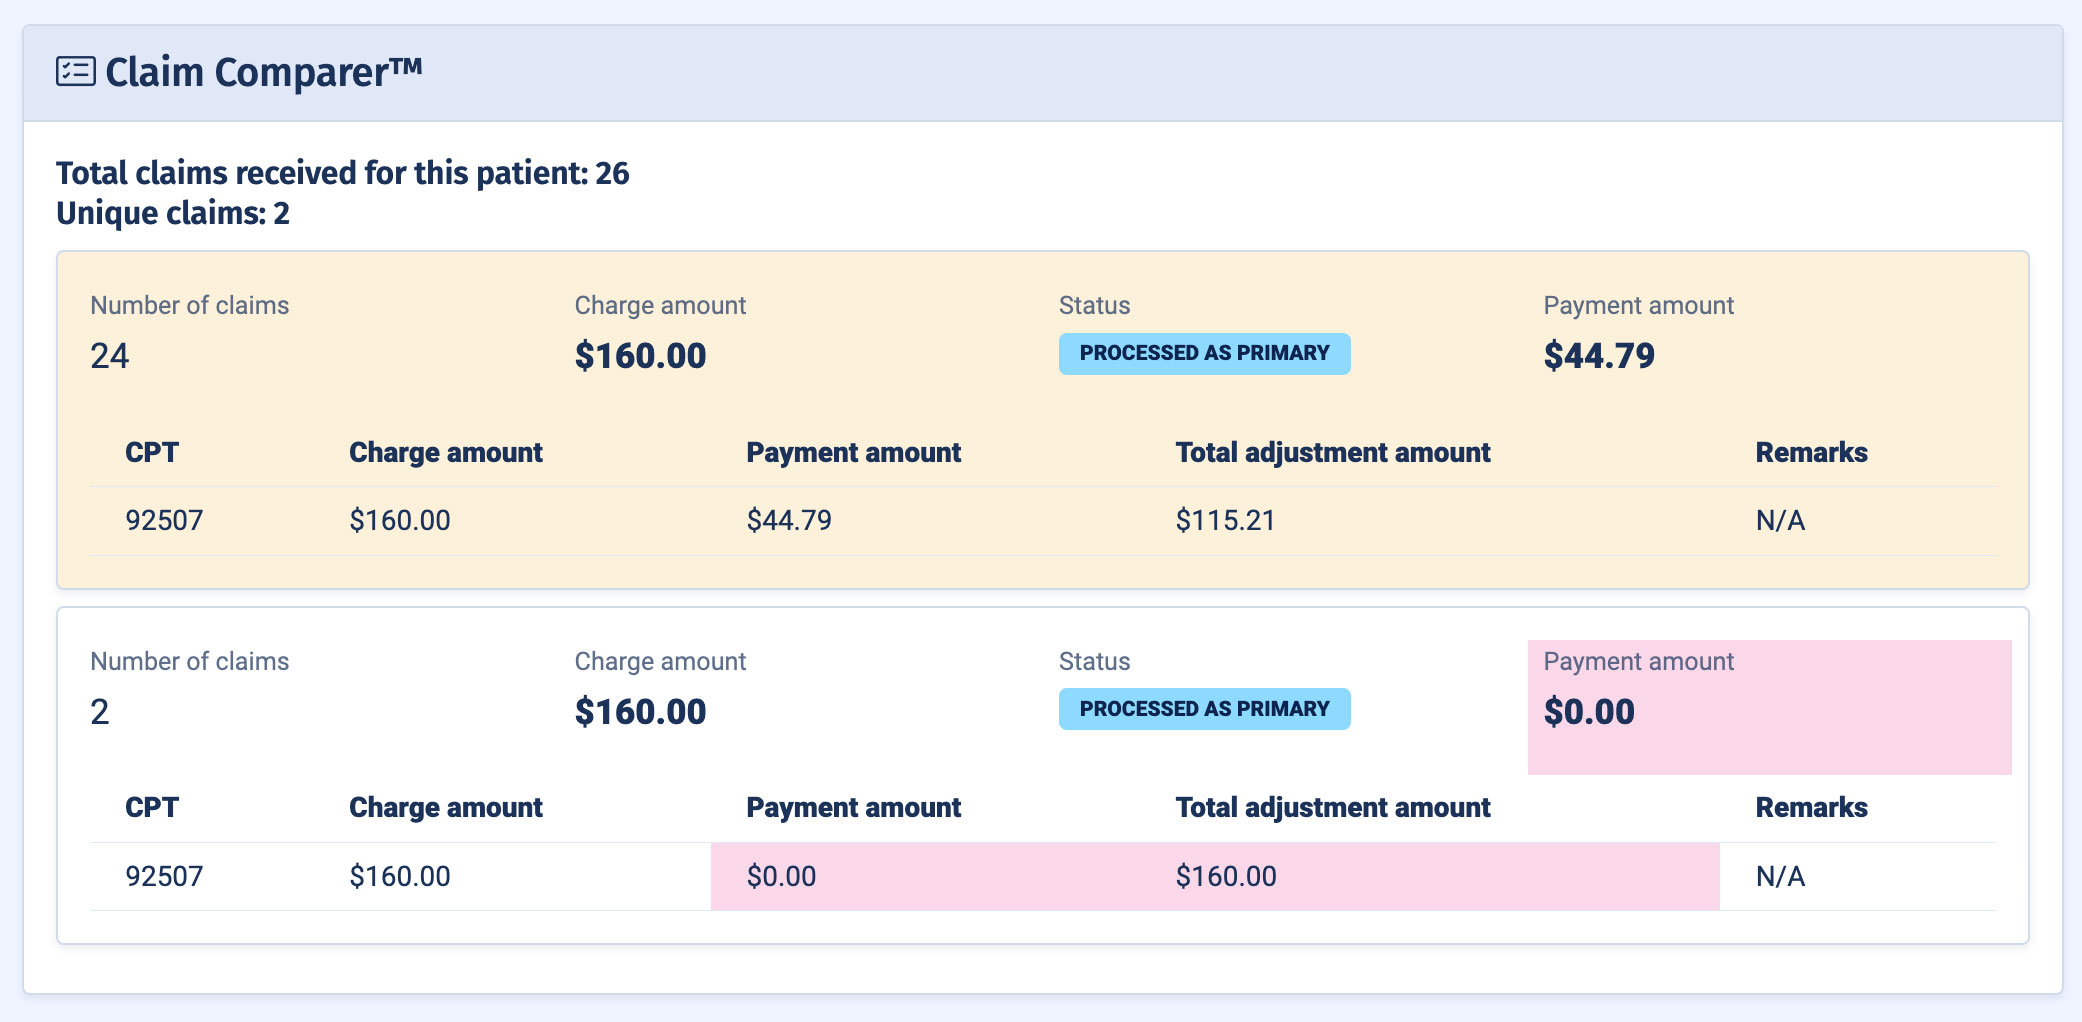 Claim Comparer™
Total claims received for this patient: 26
Unique claims: 2
Number of claims Charge amount Status Payment amount
24 $160.00 PROCESSED AS PRIMARY $44.79
CPT Charge amount Payment amount Total adjustment amount Remarks
92507 $160.00 $44.79 $115.21 N/A
Number of claims Charge amount Status Payment amount
2 $160.00 PROCESSED AS PRIMARY $0.00
CPT Charge amount Payment amount Total adjustment amount Remarks
92507 $160.00 $0.00 $160.00 N/A